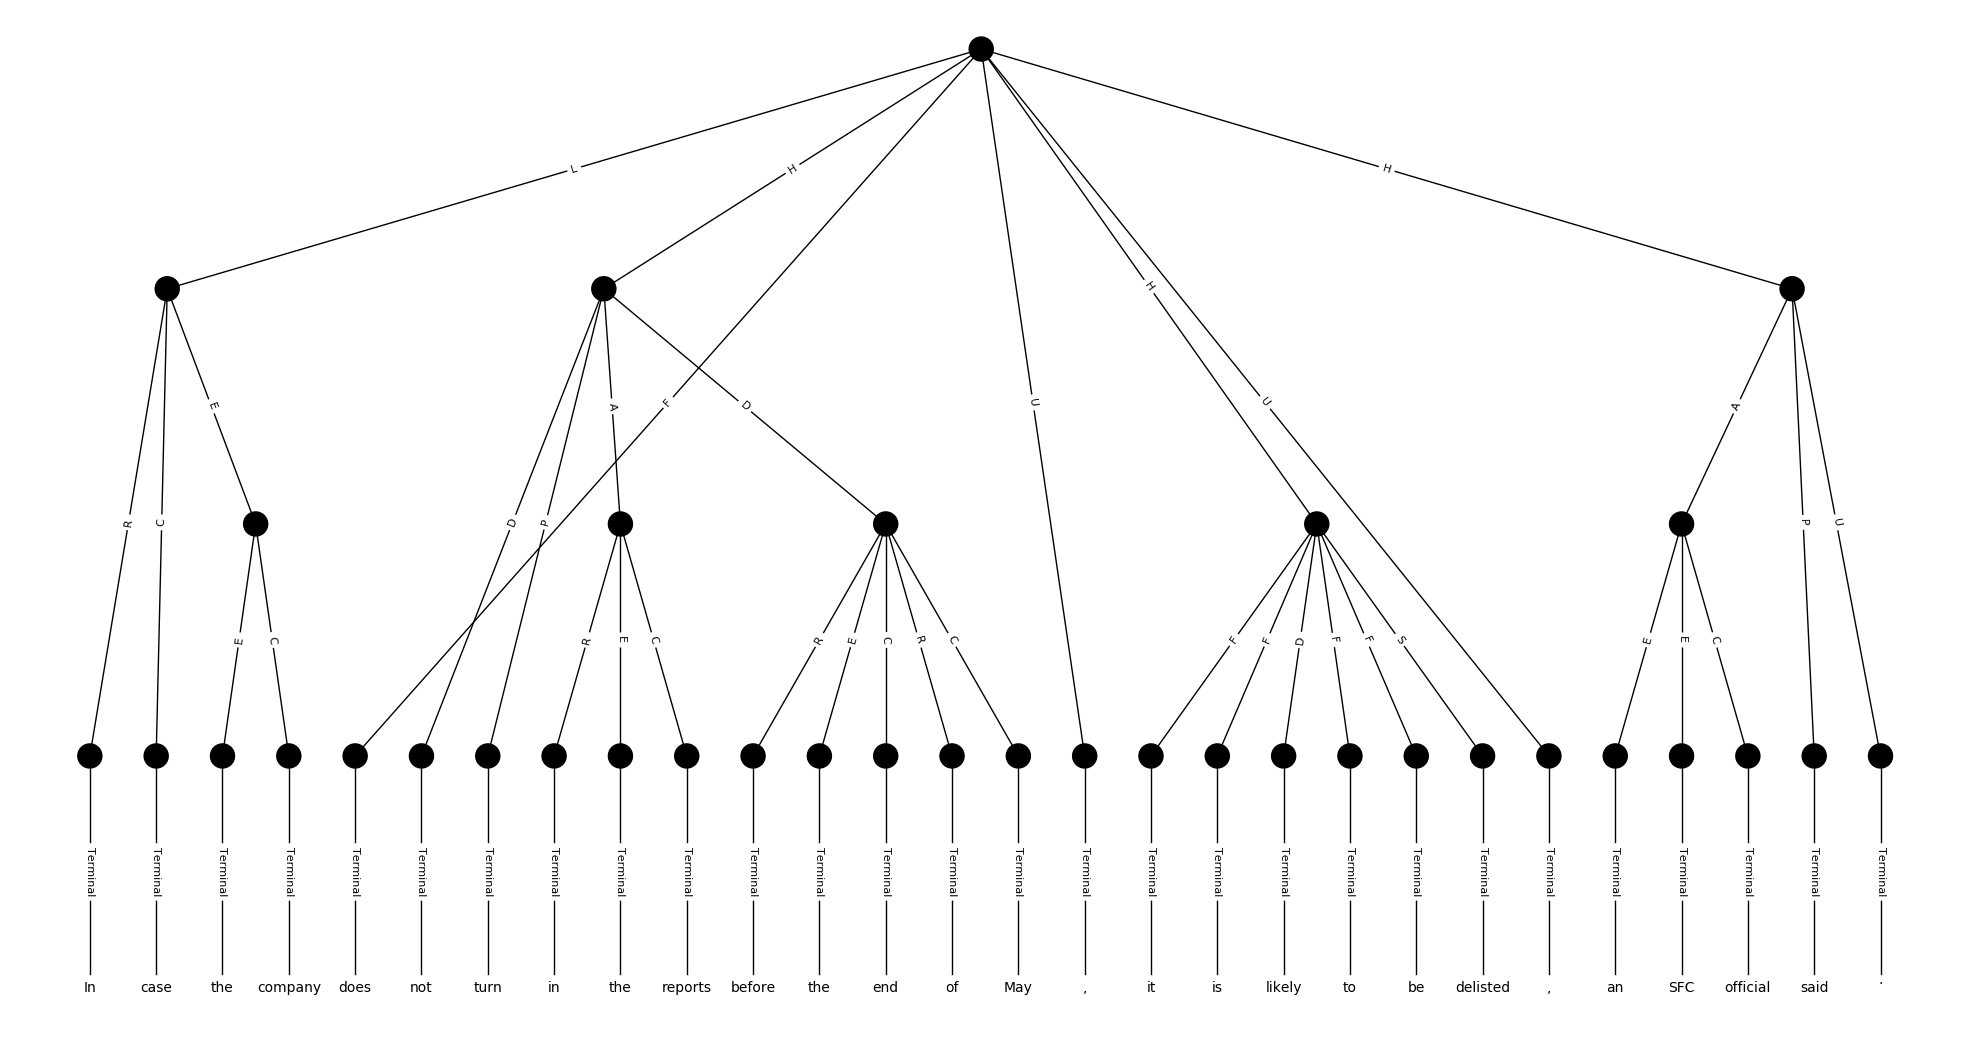 L H H
H
E A F D U U A
R C D P P U
E C R E C R E C R C F F D F F S E E C
Terminal Terminal Terminal Terminal Terminal Terminal Terminal Terminal Terminal Terminal Terminal Terminal Terminal Terminal Terminal Terminal Terminal Terminal Terminal Terminal Terminal Terminal Terminal Terminal Terminal Terminal Terminal Terminal
In case the company does not turn in the reports before the end of May , it is likely to be delisted , an SFC official said .